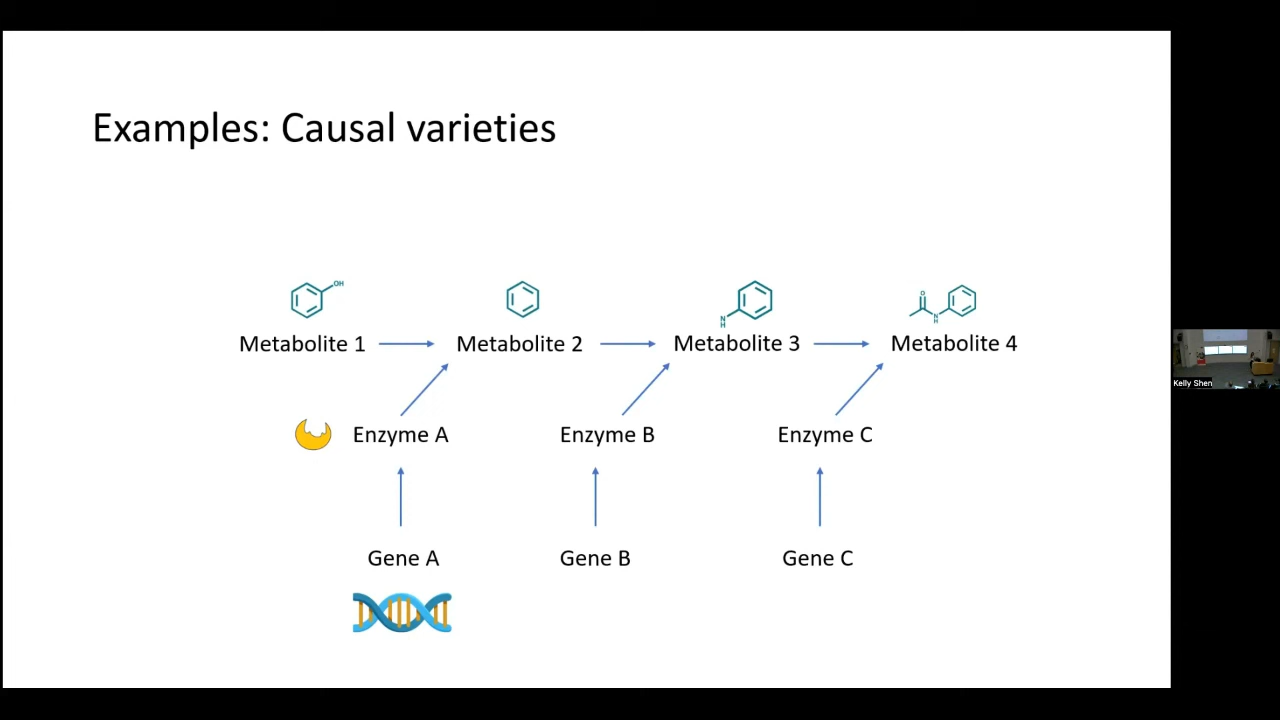 Examples: Causal varieties
OH
O
N
H
N
H
Metabolite 1
Metabolite 2
Metabolite 3
Metabolite 4
Kelly Shen
Enzyme A
Enzyme B
Enzyme C
Gene A
Gene B
Gene C